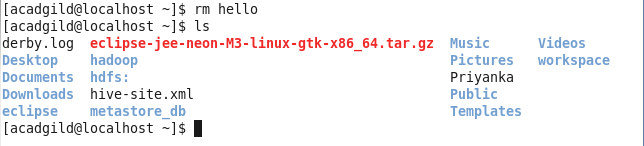 [acadgild@localhost ~]$ rm hello
[acadgild@localhost ~]$ ls
derby.log  eclipse-jee-neon-M3-linux-gtk-x86_64.tar.gz  Music      Videos
Desktop    hadoop                                       Pictures   workspace
Documents  hdfs:                                        Priyanka
Downloads  hive-site.xml                                Public
eclipse    metastore_db                                 Templates
[acadgild@localhost ~]$